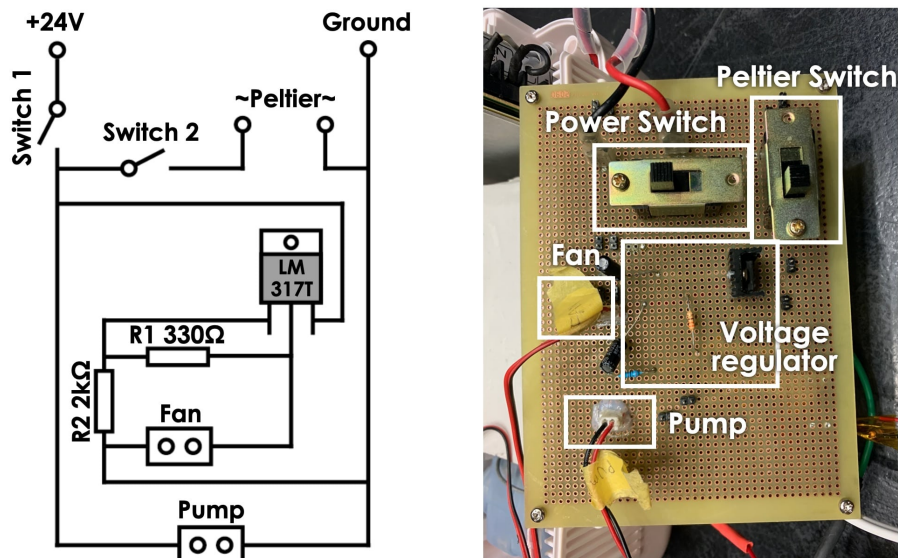 +24V
Ground
Switch 1
Switch 2
~Peltier~
LM
317T
R1 330Ω
R2 2kΩ
Fan
Pump
Peltier Switch
Power Switch
Fan
Voltage
regulator
Pump